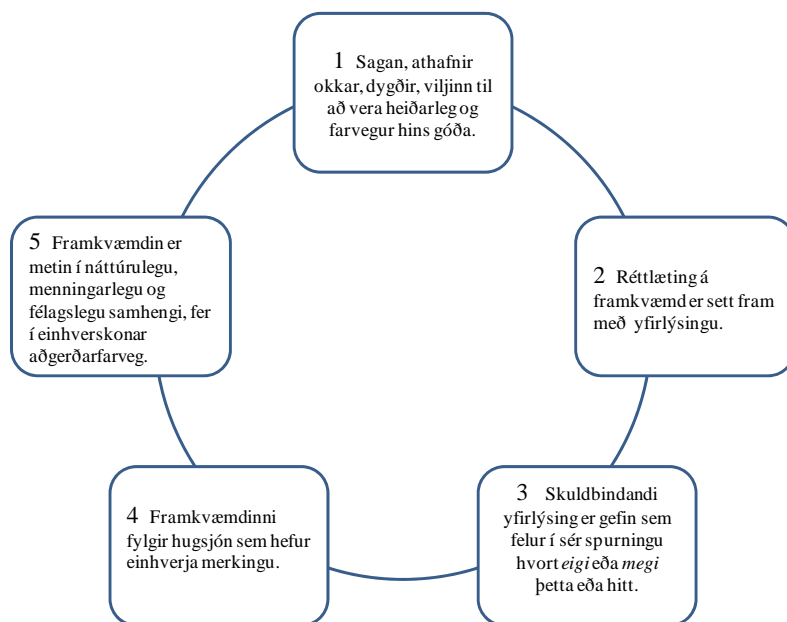 1 Sagan, athafnir
okkar, dygðir, viljinn til
að vera heiðarleg og
farvegur hins góða.
2 Réttlæting á
framkvæmd er sett fram
með yfirlýsingu.
3 Skuldbindandi
yfirlýsing er gefin sem
felur í sér spurningu
hvort eigi eða megi
þetta eða hitt.
4 Framkvæmdinni
fylgir hugsjón sem hefur
einhverja merkingu.
5 Framkvæmdin er
metin í náttúrulegu,
menningarlegu og
félagslegu samhengi, fer
í einhverskonar
aðgerðarfarveg.